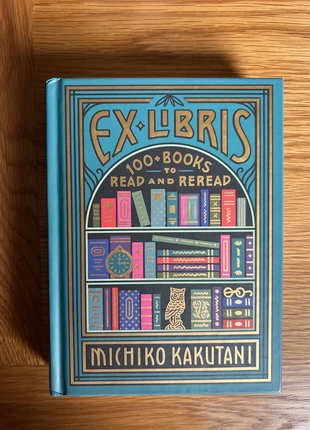 EX•LIBRIS
100+ BOOKS
TO
READ AND REREAD
MICHIKO KAKUTANI